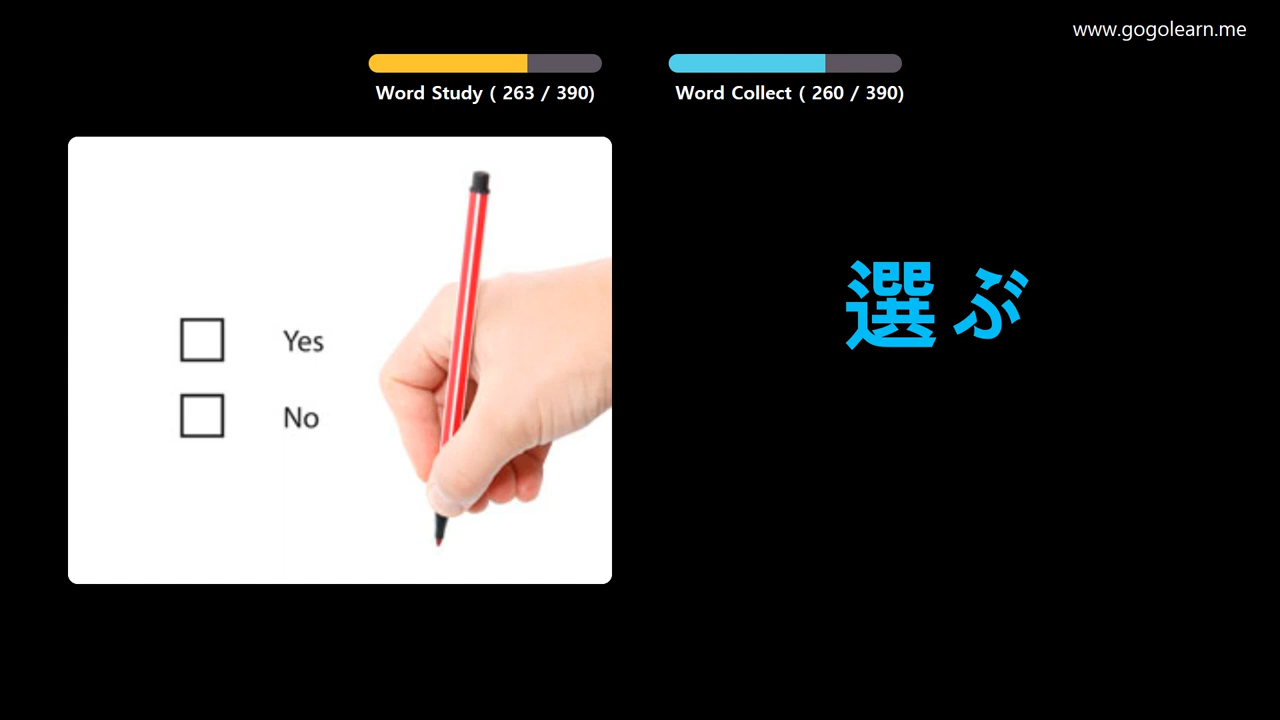 www.gogolearn.me
Word Study ( 263 / 390)
Word Collect ( 260 / 390)
Yes
No
選ぶ